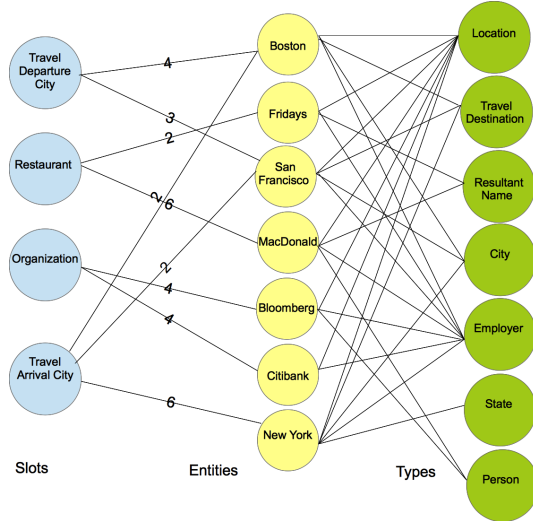 Travel
Departure
City
Restaurant
Organization
Travel
Arrival City
Slots
4
3
2
2
6
2
4
4
6
Boston
Fridays
San
Francisco
MacDonald
Bloomberg
Citibank
New York
Entities
Location
Travel
Destination
Resultant
Name
City
Employer
State
Person
Types